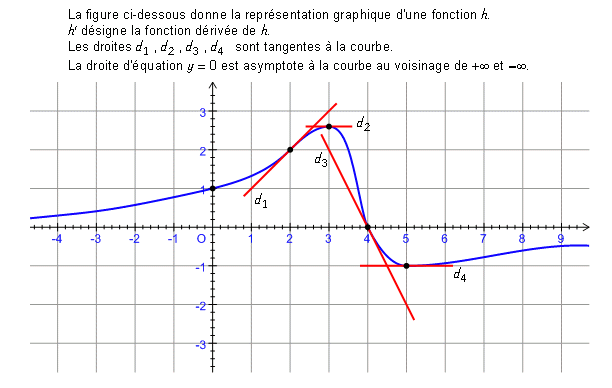 La figure ci-dessous donne la représentation graphique d'une fonction h.
h' désigne la fonction dérivée de h.
Les droites d1 , d2 , d3 , d4 sont tangentes à la courbe.
La droite d'équation y = 0 est asymptote à la courbe au voisinage de +∞ et −∞.
3
d2
2
d3
1
d1
-4 -3 -2 -1 O 1 2 3 4 5 6 7 8 9
-1
d4
-2
-3